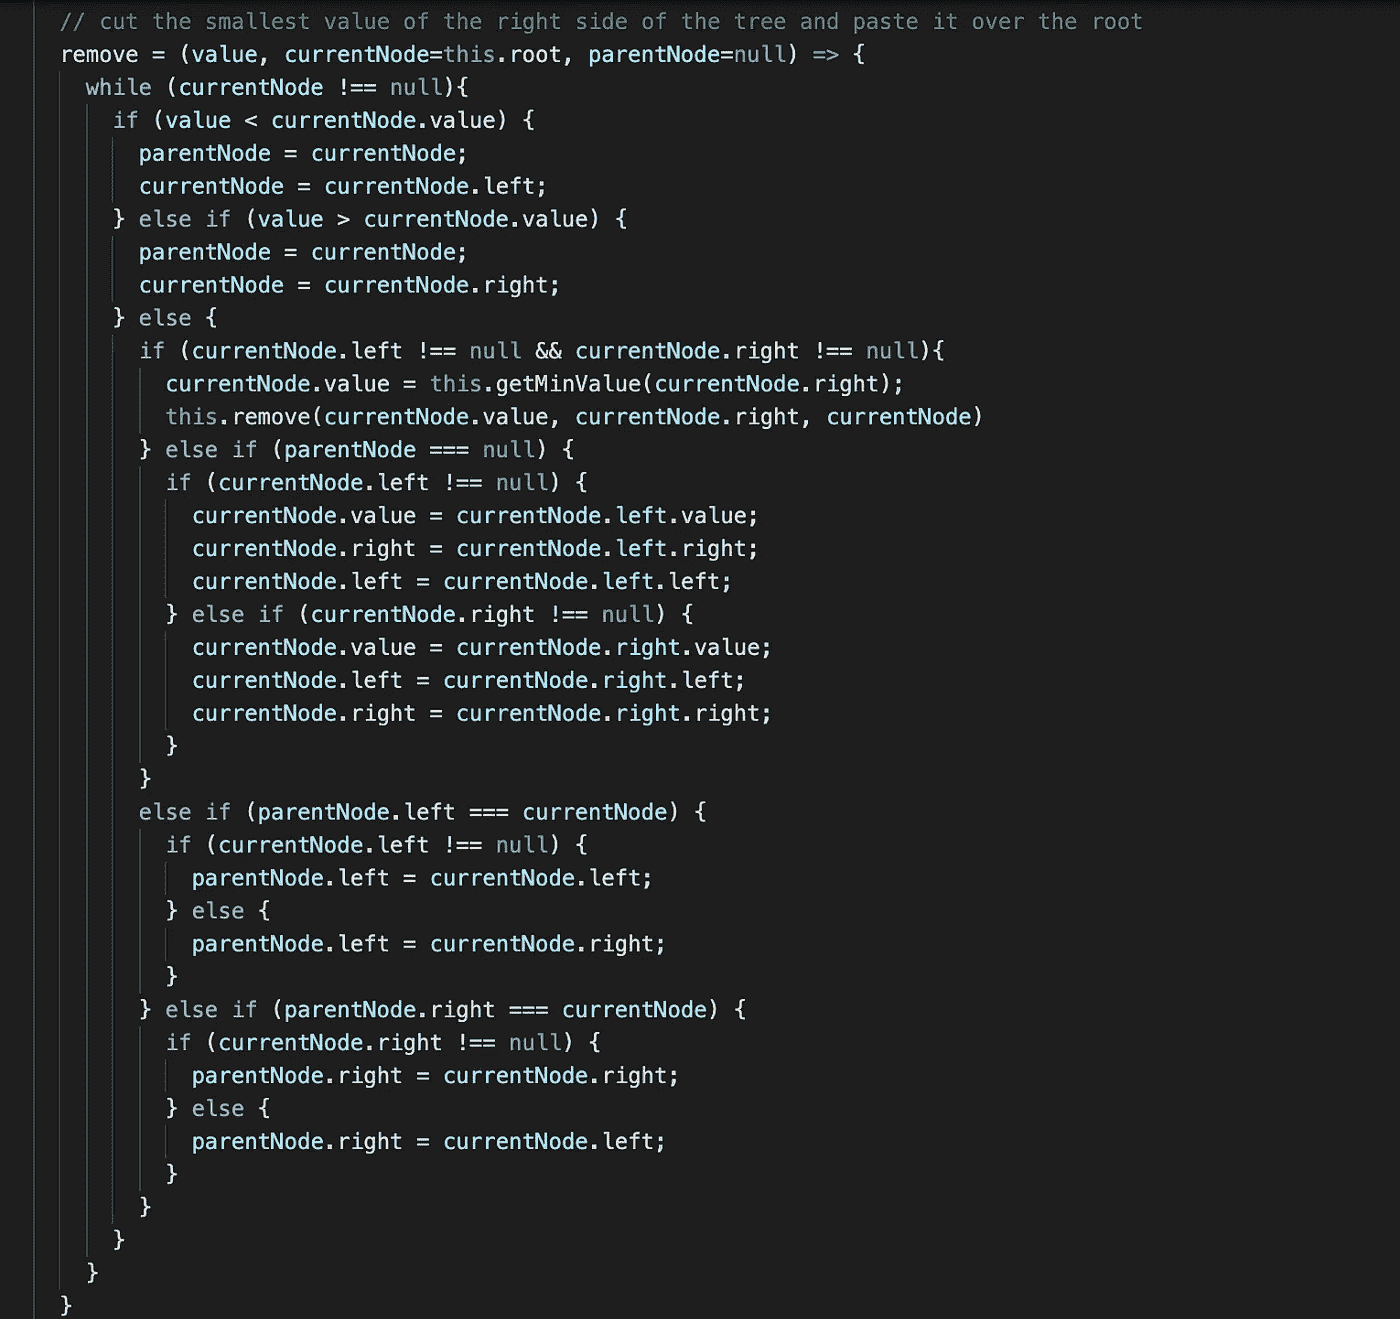 // cut the smallest value of the right side of the tree and paste it over the root
remove = (value, currentNode=this.root, parentNode=null) => {
while (currentNode !== null){
if (value < currentNode.value) {
parentNode = currentNode;
currentNode = currentNode.left;
} else if (value > currentNode.value) {
parentNode = currentNode;
currentNode = currentNode.right;
} else {
if (currentNode.left !== null && currentNode.right !== null){
currentNode.value = this.getMinValue(currentNode.right);
this.remove(currentNode.value, currentNode.right, currentNode)
} else if (parentNode === null) {
if (currentNode.left !== null) {
currentNode.value = currentNode.left.value;
currentNode.right = currentNode.left.right;
currentNode.left = currentNode.left.left;
} else if (currentNode.right !== null) {
currentNode.value = currentNode.right.value;
currentNode.left = currentNode.right.left;
currentNode.right = currentNode.right.right;
}
}
else if (parentNode.left === currentNode) {
if (currentNode.left !== null) {
parentNode.left = currentNode.left;
} else {
parentNode.left = currentNode.right;
}
} else if (parentNode.right === currentNode) {
if (currentNode.right !== null) {
parentNode.right = currentNode.right;
} else {
parentNode.right = currentNode.left;
}
}
}
}
}